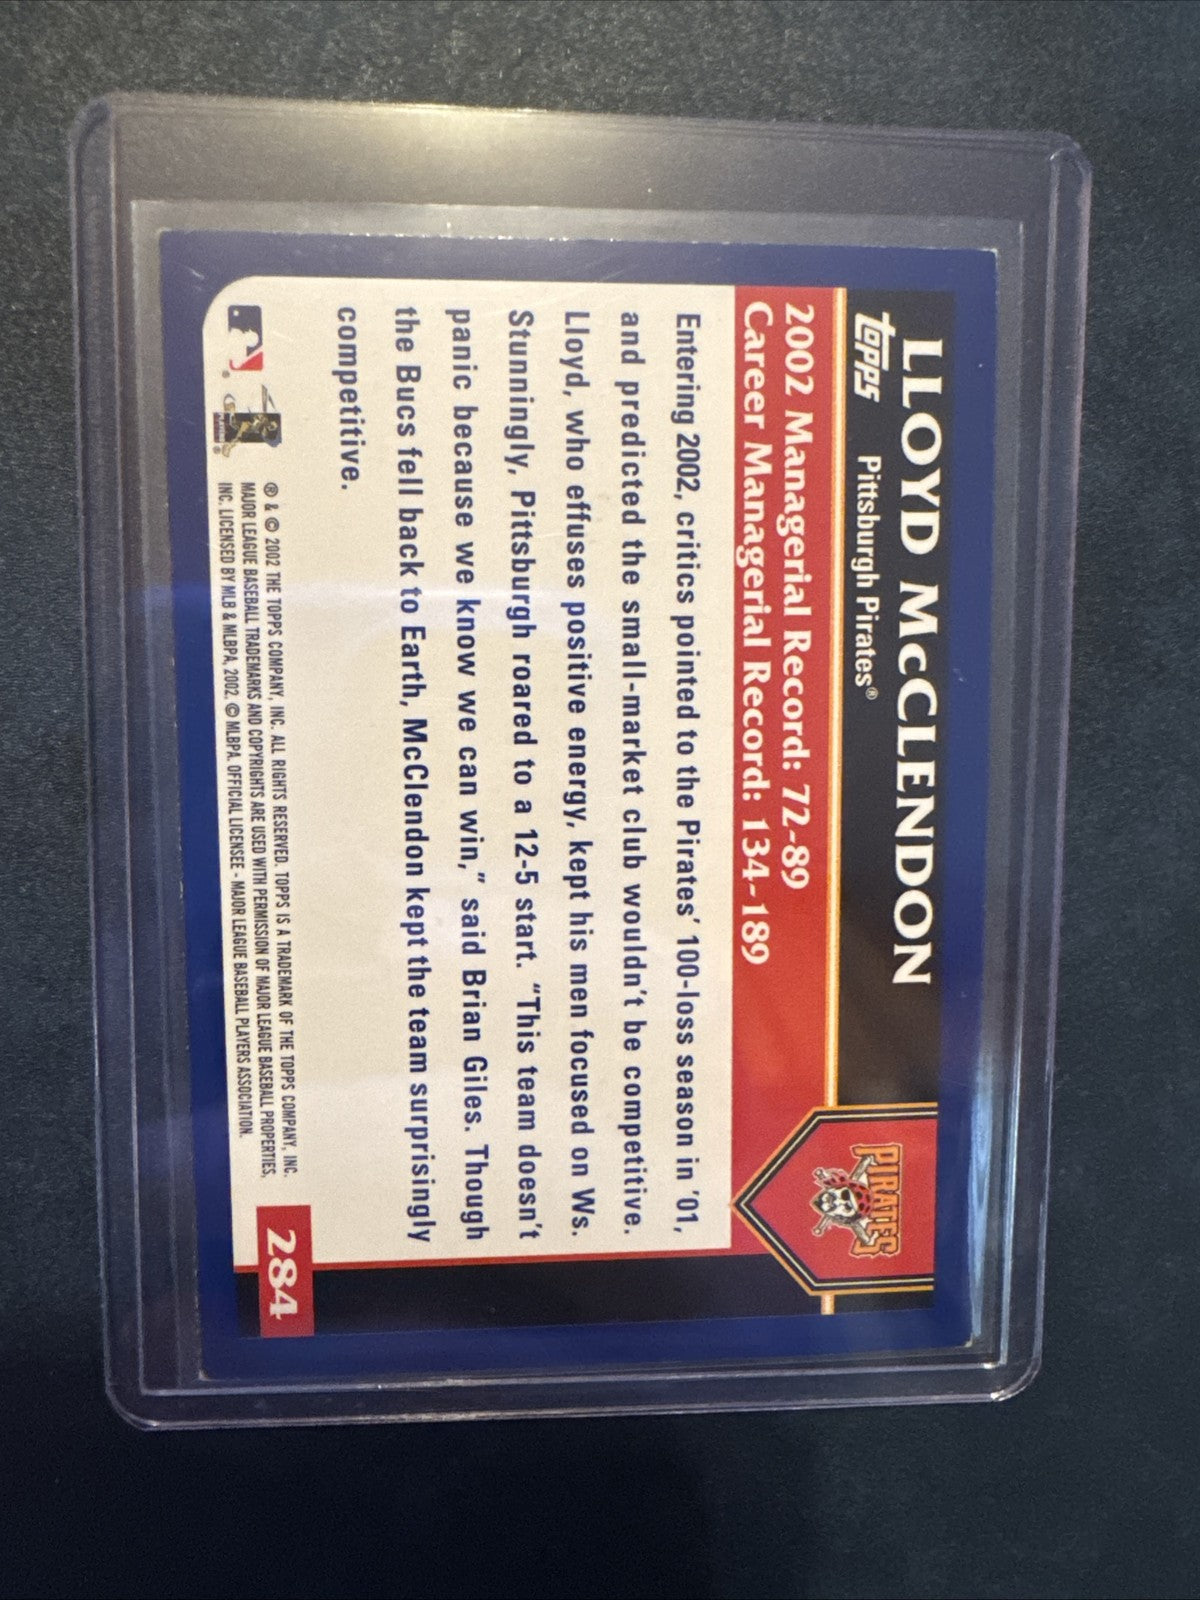 LLOYD McCLENDON
topps Pittsburgh Pirates®
PIRATES
2002 Managerial Record: 72-89
Career Managerial Record: 134-189
Entering 2002, critics pointed to the Pirates' 100-loss season in '01,
and predicted the small-market club wouldn't be competitive.
Lloyd, who effuses positive energy, kept his men focused on Ws.
Stunningly, Pittsburgh roared to a 12-5 start. "This team doesn't
panic because we know we can win," said Brian Giles. Though
the Bucs fell back to Earth, McClendon kept the team surprisingly
competitive.
® & © 2002 THE TOPPS COMPANY, INC. ALL RIGHTS RESERVED. TOPPS IS A TRADEMARK OF THE TOPPS COMPANY, INC.
MAJOR LEAGUE BASEBALL TRADEMARKS AND COPYRIGHTS ARE USED WITH PERMISSION OF MAJOR LEAGUE BASEBALL PROPERTIES,
INC. LICENSED BY MLB & MLBPA, 2002. © MLBPA. OFFICIAL LICENSEE - MAJOR LEAGUE BASEBALL PLAYERS ASSOCIATION.
284